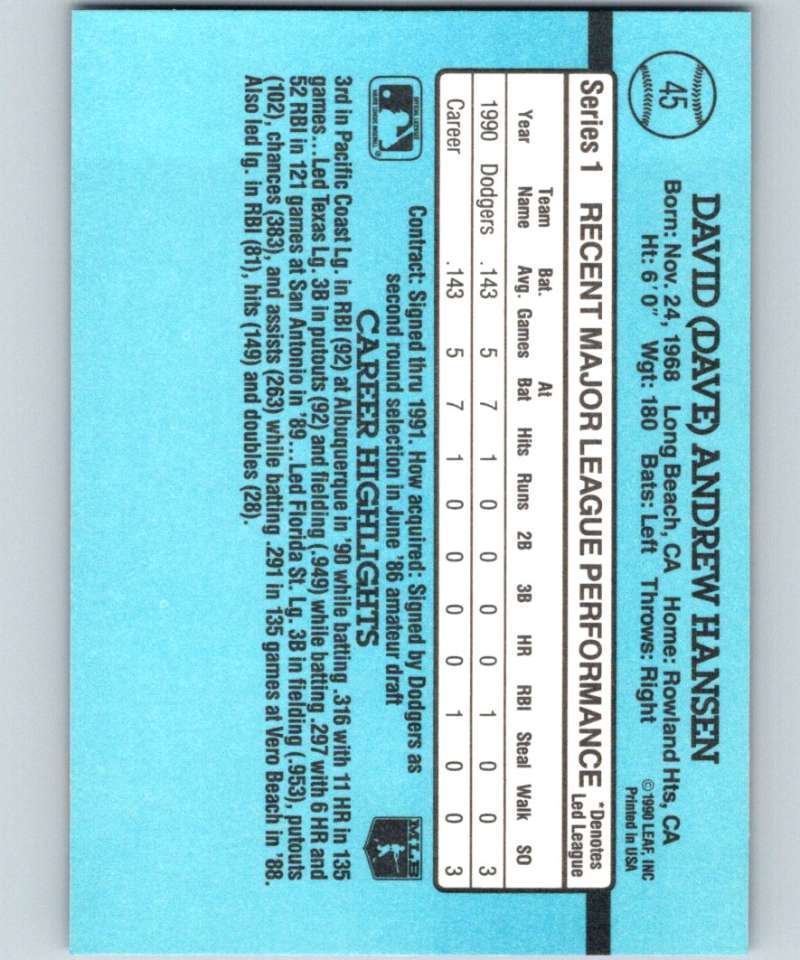 45
DAVID (DAVE) ANDREW HANSEN
Born: Nov. 24, 1968 Long Beach, CA Home: Rowland Hts, CA
Ht: 6'0" Wgt: 180 Bats: Left Throws: Right
©1990 LEAF, INC
Printed in USA
Series 1 RECENT MAJOR LEAGUE PERFORMANCE *Denotes Led League
Year Team Name Bat. Avg. Games At Bat Hits Runs 2B 3B HR RBI Steal Walk SO
1990 Dodgers .143 5 7 1 0 0 0 0 1 0 0 3
Career .143 5 7 1 0 0 0 0 1 0 0 3
Contract: Signed thru 1991. How acquired: Signed by Dodgers as
second round selection in June '86 amateur draft
MLB
CAREER HIGHLIGHTS
3rd in Pacific Coast Lg. in RBI (92) at Albuquerque in '90 while batting .316 with 11 HR in 135
games...Led Texas Lg. 3B in putouts (92) and fielding (.949) while batting .297 with 6 HR and
52 RBI in 121 games at San Antonio in '89...Led Florida St. Lg. 3B in fielding (.953), putouts
(102), chances (383), and assists (263) while batting .291 in 135 games at Vero Beach in '88.
Also led lg. in RBI (81), hits (149) and doubles (28).